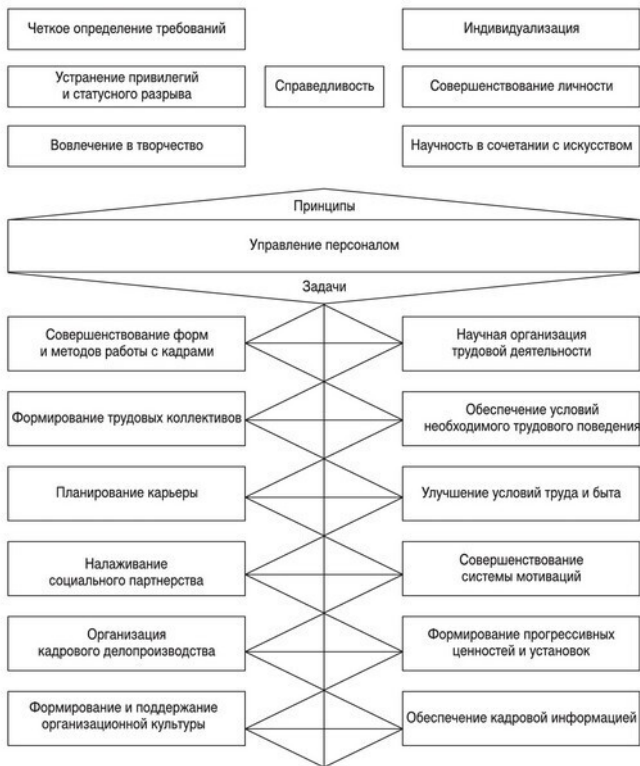 Четкое определение требований
Индивидуализация
Устранение привилегий
и статусного разрыва
Справедливость
Совершенствование личности
Вовлечение в творчество
Научность в сочетании с искусством
Принципы
Управление персоналом
Задачи
Совершенствование форм
и методов работы с кадрами
Научная организация
трудовой деятельности
Формирование трудовых коллективов
Обеспечение условий
необходимого трудового поведения
Планирование карьеры
Улучшение условий труда и быта
Налаживание
социального партнерства
Совершенствование
системы мотиваций
Организация
кадрового делопроизводства
Формирование прогрессивных
ценностей и установок
Формирование и поддержание
организационной культуры
Обеспечение кадровой информацией